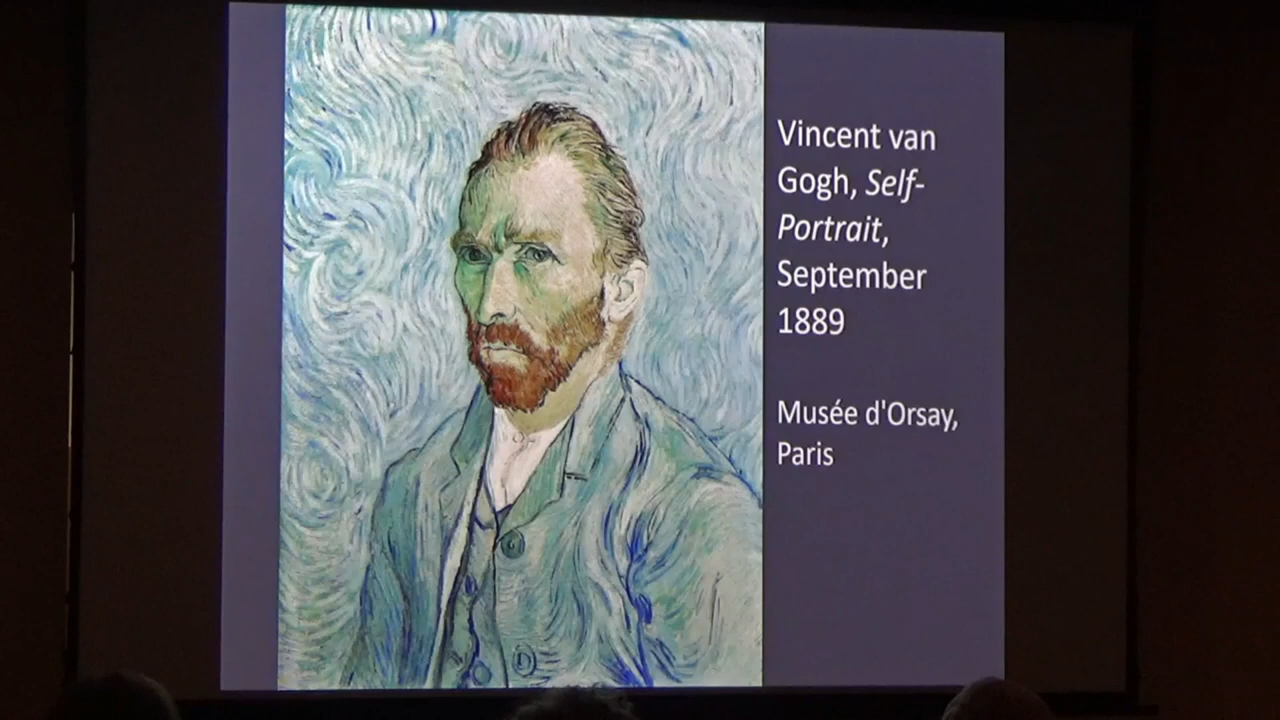 Vincent van
Gogh, Self-
Portrait,
September
1889
Musée d'Orsay,
Paris